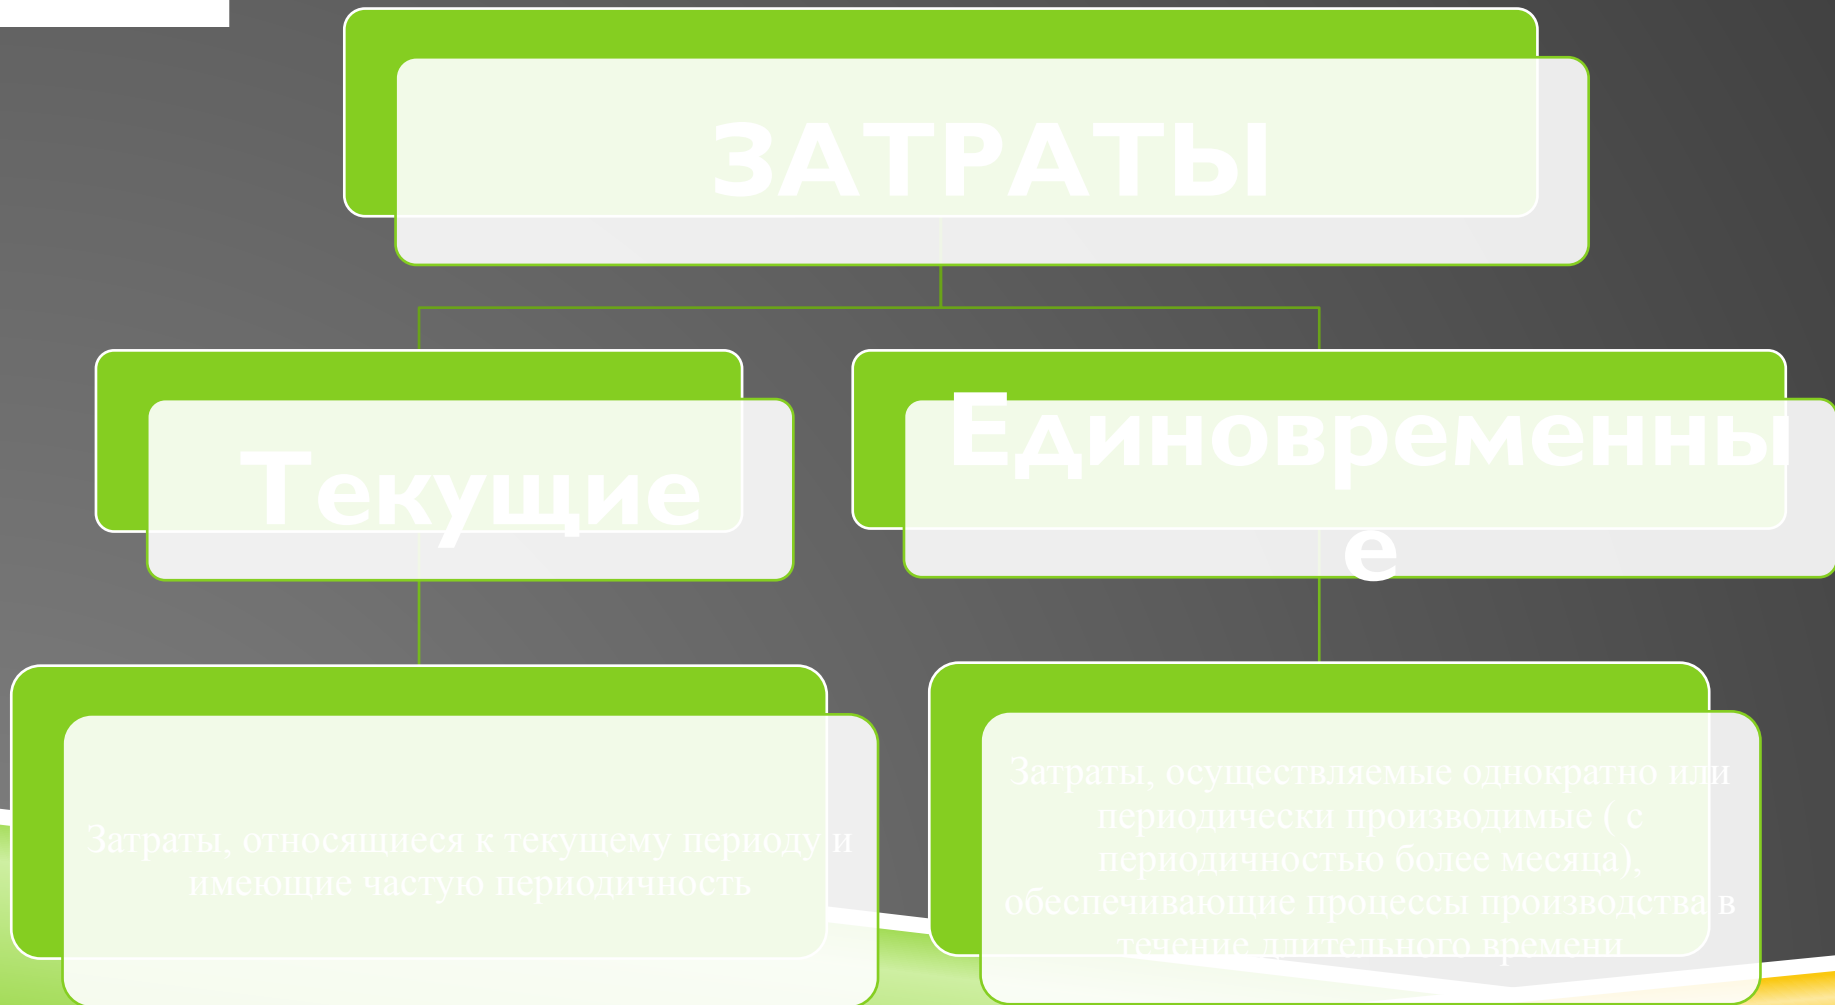 ЗАТРАТЫ
Текущие
Единовременны
е
Затраты, относящиеся к текущему периоду и
имеющие частую периодичность
Затраты, осуществляемые однократно или
периодически производимые ( с
периодичностью более месяца),
обеспечивающие процессы производства в
течение длительного времени